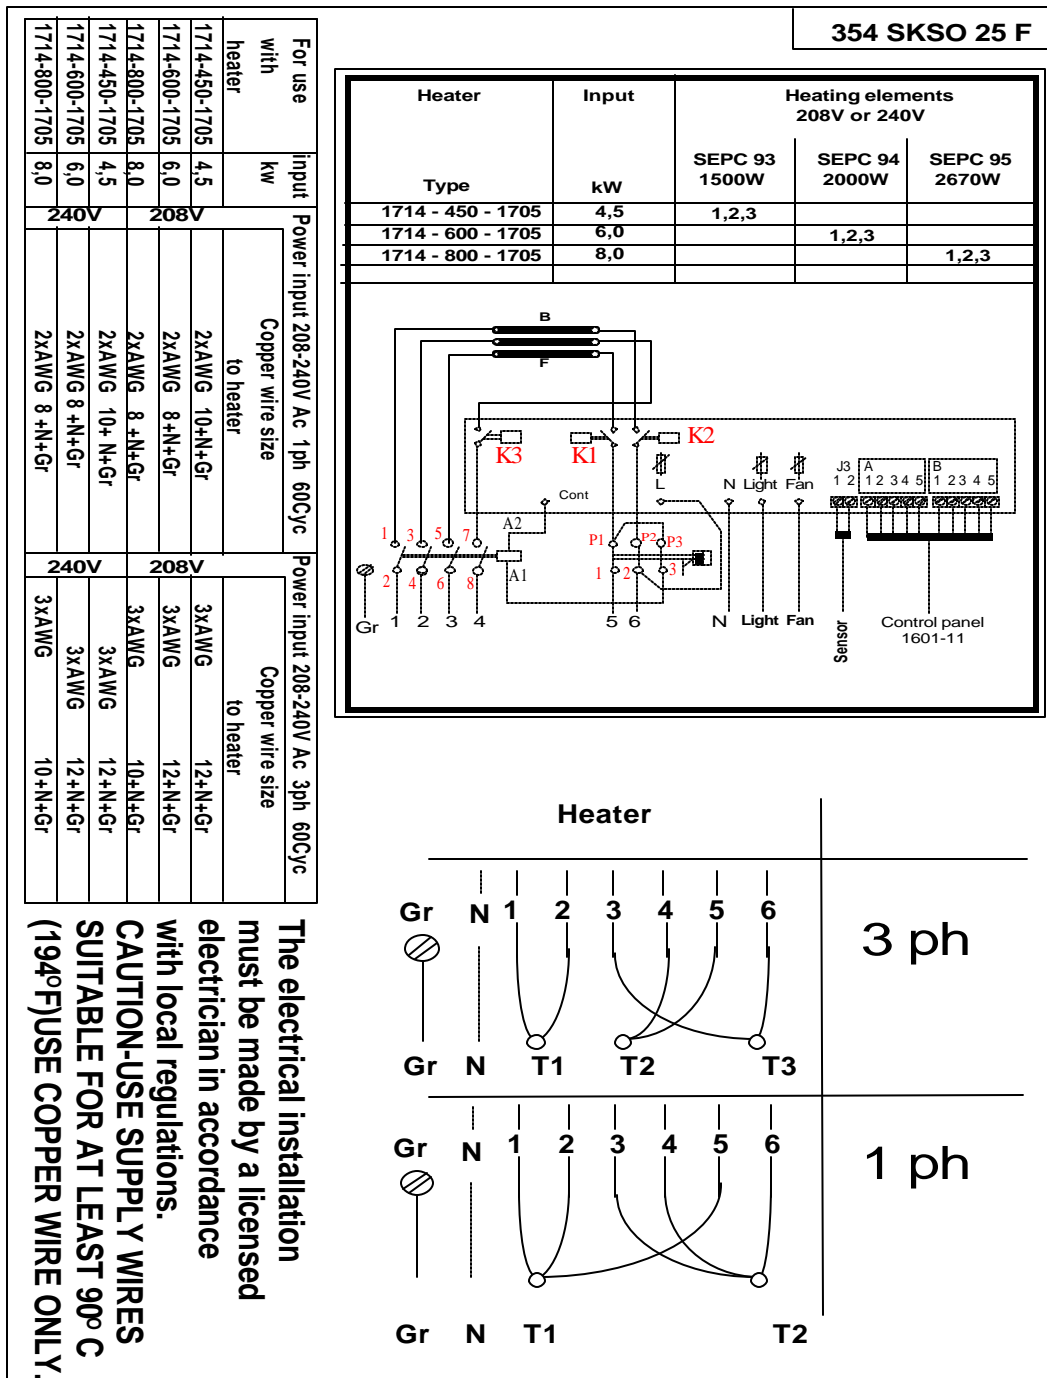 354 SKSO 25 F
Heater Input Heating elements
208V or 240V
SEPC 93 SEPC 94 SEPC 95
Type kW 1500W 2000W 2670W
1714 - 450 - 1705 4,5 1,2,3
1714 - 600 - 1705 6,0 1,2,3
1714 - 800 - 1705 8,0 1,2,3
B
F
K3 K1 K2
L N Light Fan
J3 A B
1 2 1 2 3 4 5 1 2 3 4 5
Cont
A2
1 3 5 7 P1 P2 P3
A1
2 4 6 8 1 2 3
Gr 1 2 3 4 5 6 N Light Fan
Sensor
Control panel
1601-11
For use with heater input kw Power input 208-240V Ac 1ph 60Cyc Power input 208-240V Ac 3ph 60Cyc
Copper wire size to heater Copper wire size to heater
208V 208V
1714-450-1705 4,5 2xAWG 10+N+Gr 3xAWG 12+N+Gr
1714-600-1705 6,0 2xAWG 8+N+Gr 3xAWG 12+N+Gr
1714-800-1705 8,0 2xAWG 8 +N+Gr 3xAWG 10+N+Gr
240V 240V
1714-450-1705 4,5 2xAWG 10+ N+Gr 3xAWG 12+N+Gr
1714-600-1705 6,0 2xAWG 8 +N+Gr 3xAWG 12+N+Gr
1714-800-1705 8,0 2xAWG 8 +N+Gr 3xAWG 10+N+Gr
The electrical installation
must be made by a licensed
electrician in accordance
with local regulations.
CAUTION-USE SUPPLY WIRES
SUITABLE FOR AT LEAST 90ºC
(194ºF)USE COPPER WIRE ONLY.
Heater
Gr N 1 2 3 4 5 6
3 ph
Gr N T1 T2 T3
Gr N 1 2 3 4 5 6
1 ph
Gr N T1 T2